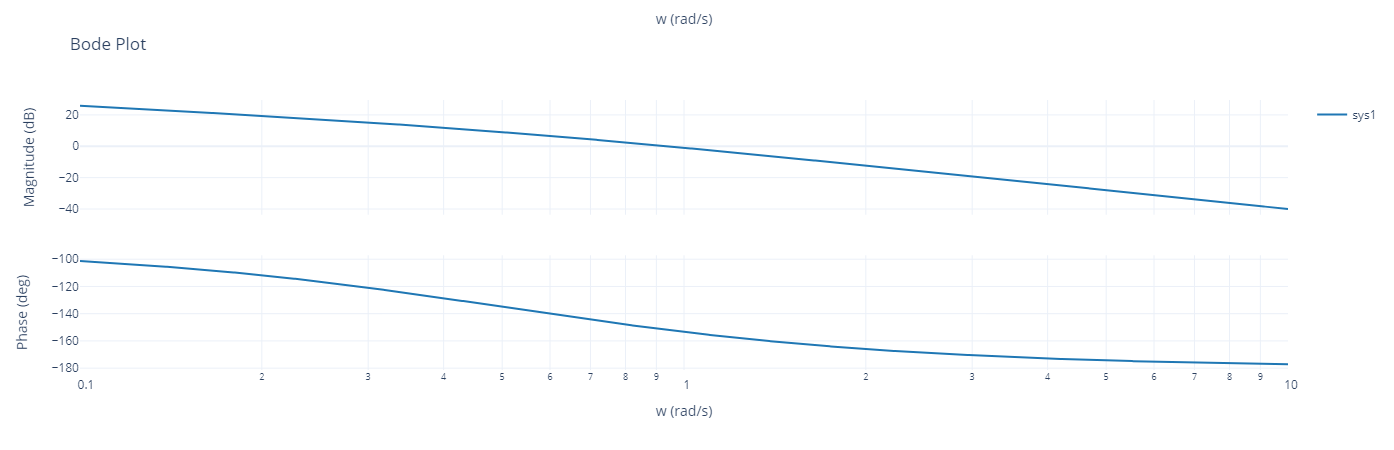 w (rad/s)
Bode Plot
Magnitude (dB)
20
0
−20
−40
sys1
Phase (deg)
−100
−120
−140
−160
−180
0.1 2 3 4 5 6 7 8 9 1 2 3 4 5 6 7 8 9 10
w (rad/s)